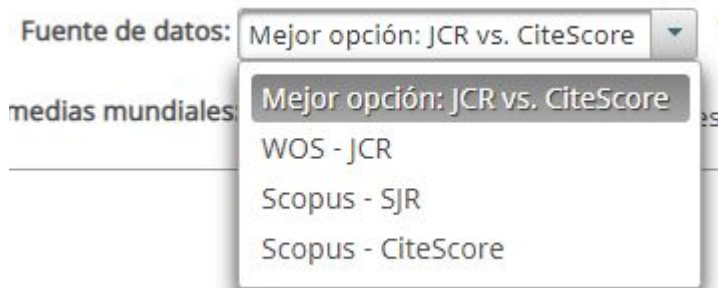 Fuente de datos: Mejor opción: JCR vs. CiteScore
Mejor opción: JCR vs. CiteScore
medias mundiales:
WOS - JCR
Scopus - SJR
Scopus - CiteScore